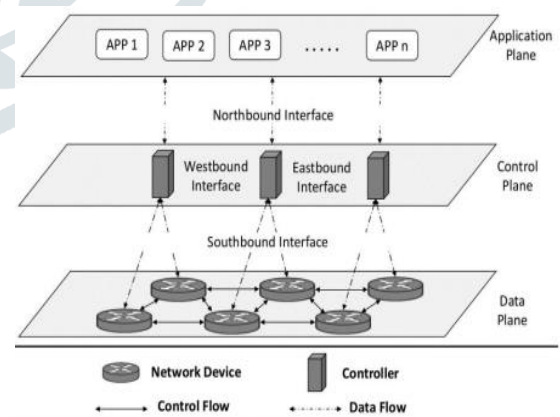 APP 1
APP 2
APP 3
.....
APP n
Application
Plane
Northbound Interface
Westbound
Interface
Eastbound
Interface
Control
Plane
Southbound Interface
Data
Plane
Network Device
Controller
Control Flow
Data Flow